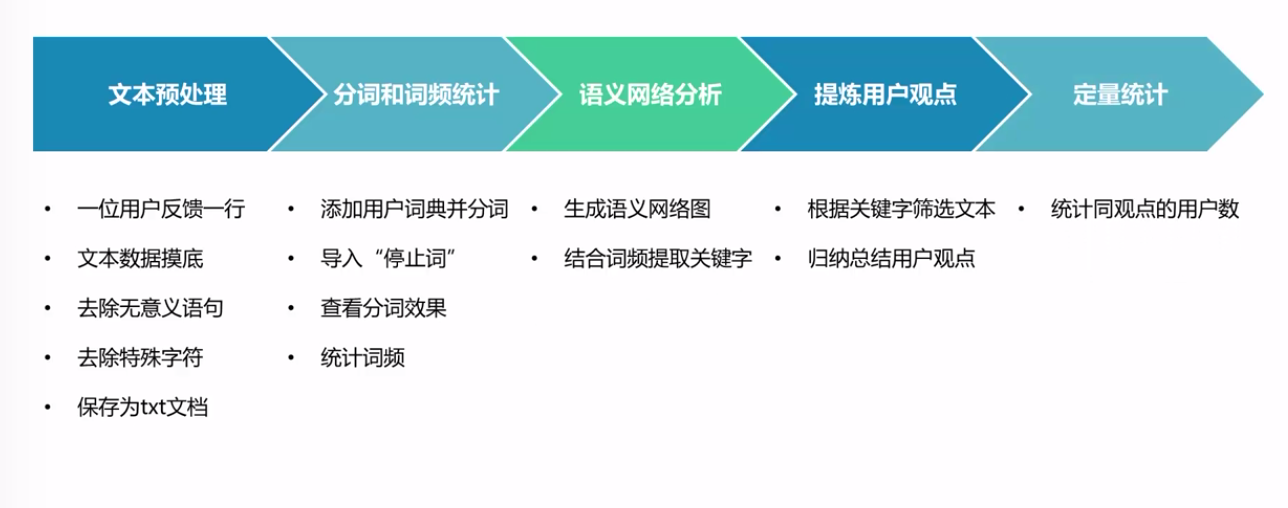 文本预处理
分词和词频统计
语义网络分析
提炼用户观点
定量统计
• 一位用户反馈一行
• 文本数据摸底
• 去除无意义语句
• 去除特殊字符
• 保存为txt文档
• 添加用户词典并分词
• 导入“停止词”
• 查看分词效果
• 统计词频
• 生成语义网络图
• 结合词频提取关键字
• 根据关键字筛选文本
• 归纳总结用户观点
• 统计同观点的用户数